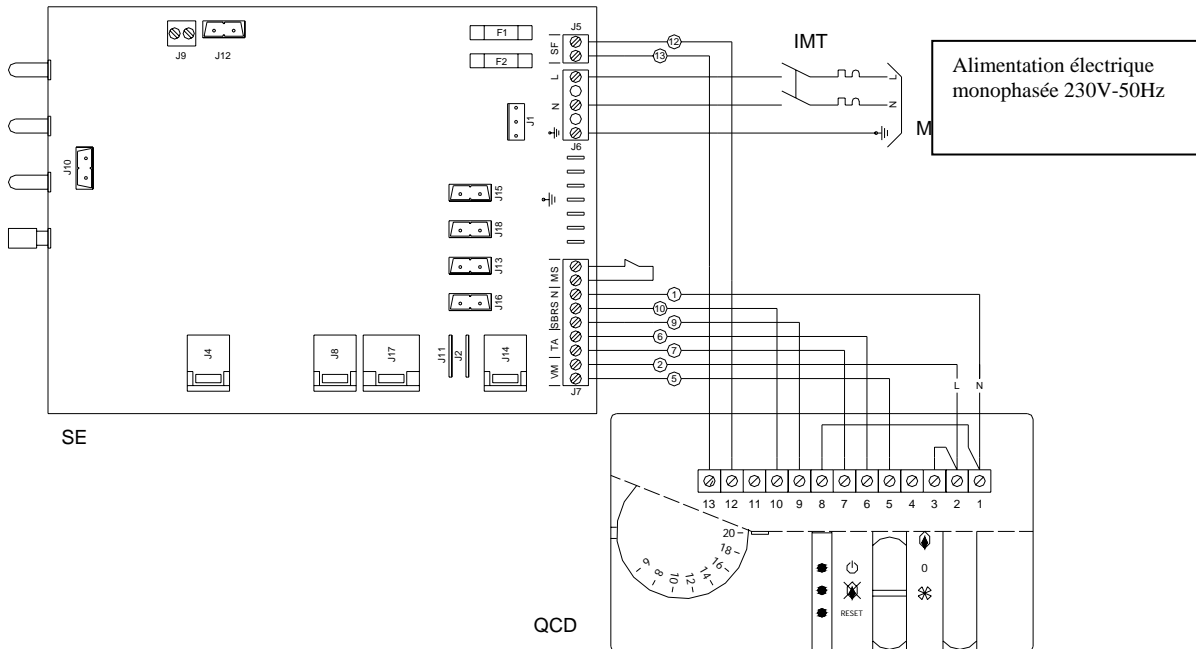 F1
F2
J5
SF
12
13
IMT
J9
J12
L
N
J1
J6
L
N
M
Alimentation électrique
monophasée 230V-50Hz
J10
J15
J18
J13
J16
MS
N
SBRS
TA
VM
J7
1
10
9
6
7
2
5
J4
J8
J17
J11
J2
J14
L
N
SE
13 12 11 10 9 8 7 6 5 4 3 2 1
20
18
16
14
12
10
8
6
0
RESET
QCD